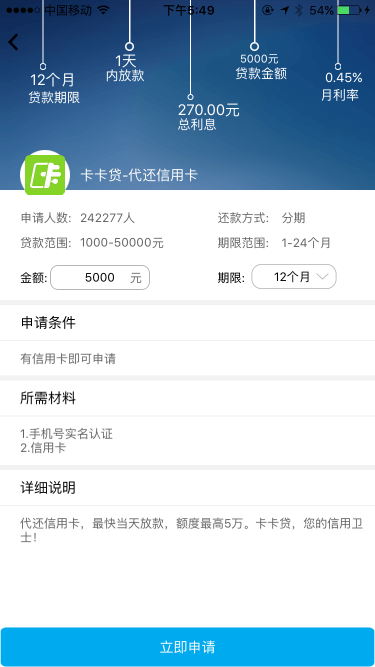 中国移动 下午5:49 54%
12个月
贷款期限
1天
内放款
270.00元
总利息
5000元
贷款金额
0.45%
月利率
卡卡贷-代还信用卡
申请人数: 242277人 还款方式: 分期
贷款范围: 1000-50000元 期限范围: 1-24个月
金额: 5000 元 期限: 12个月
申请条件
有信用卡即可申请
所需材料
1.手机号实名认证
2.信用卡
详细说明
代还信用卡，最快当天放款，额度最高5万。卡卡贷，您的信用卫
士！
立即申请